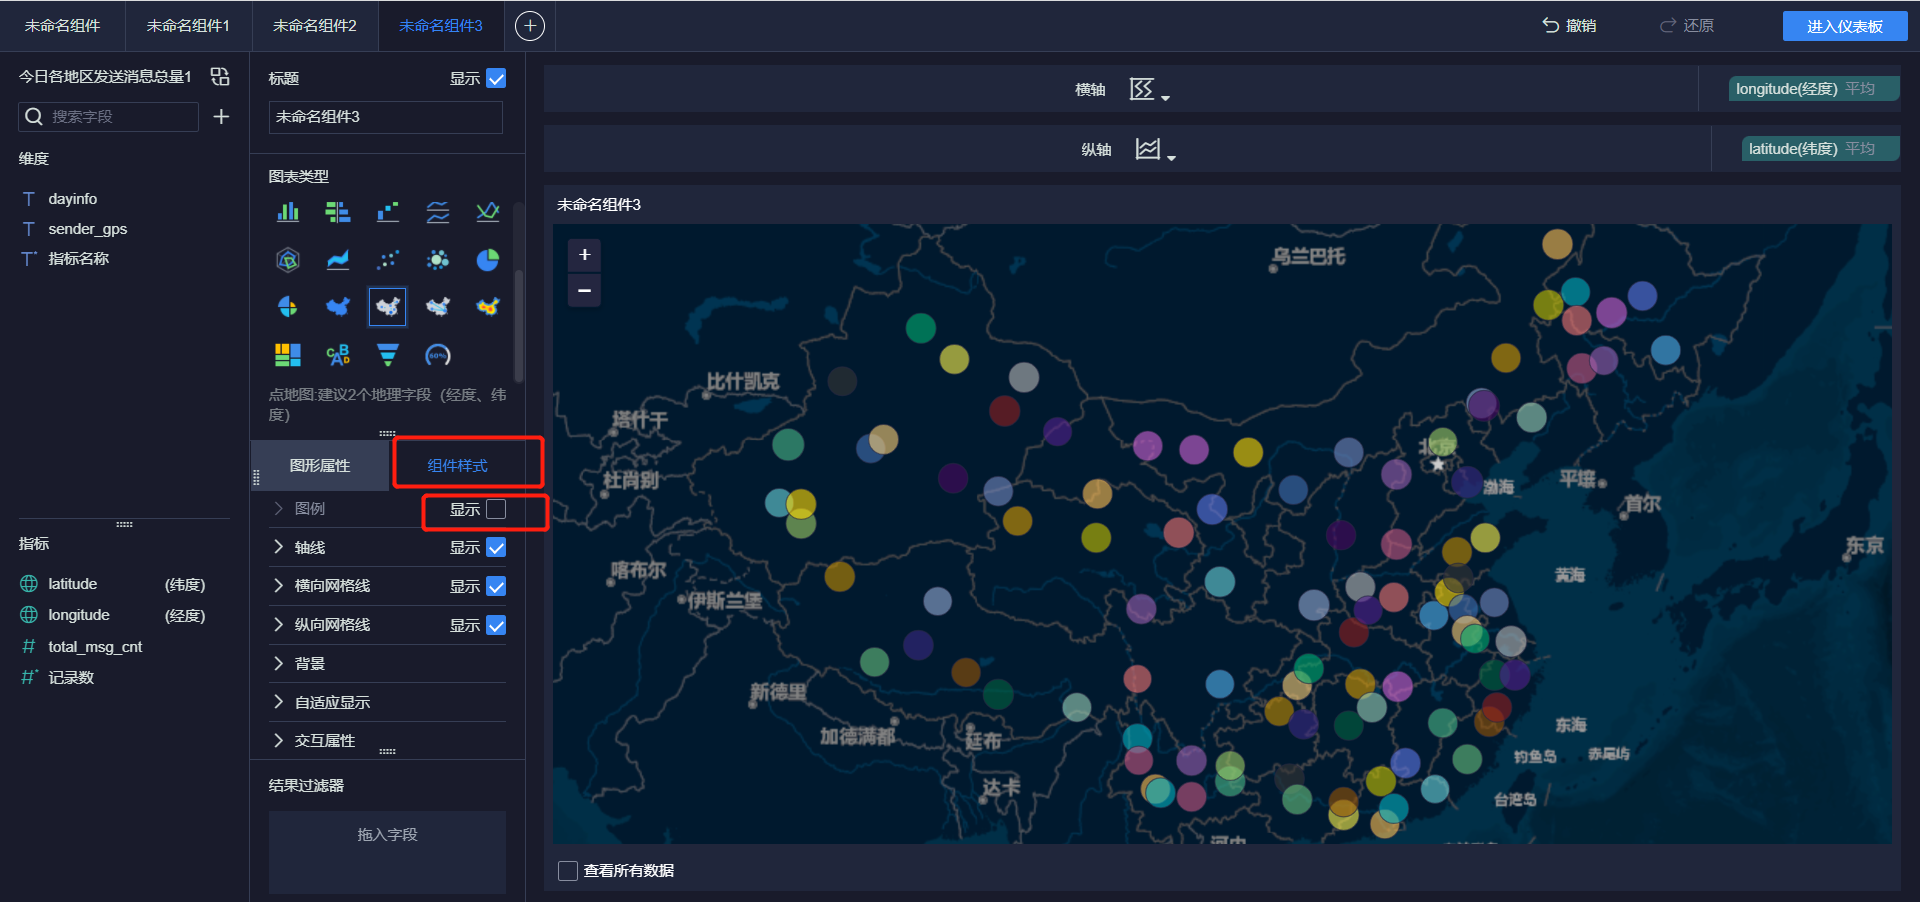 未命名组件
未命名组件1
未命名组件2
未命名组件3
撤销
还原
进入仪表板
今日各地区发送消息总量1
搜索字段
维度
dayinfo
sender_gps
指标名称
指标
latitude (纬度)
longitude (经度)
total_msg_cnt
记录数
标题 显示
未命名组件3
图表类型
CAB D
60%
点地图:建议2个地理字段（经度、纬
度）
图形属性
组件样式
图例 显示
轴线 显示
横向网格线 显示
纵向网格线 显示
背景
自适应显示
交互属性
结果过滤器
拖入字段
横轴
longitude(经度) 平均
纵轴
latitude(纬度) 平均
未命名组件3
+
−
乌兰巴托
比什凯克
塔什干
杜尚别
喀布尔
伊斯兰堡
新德里
加德满都
廷布
达卡
河内
北京
渤海
平壤
首尔
东京
黄海
东海
钓鱼岛
赤尾屿
台湾岛
查看所有数据